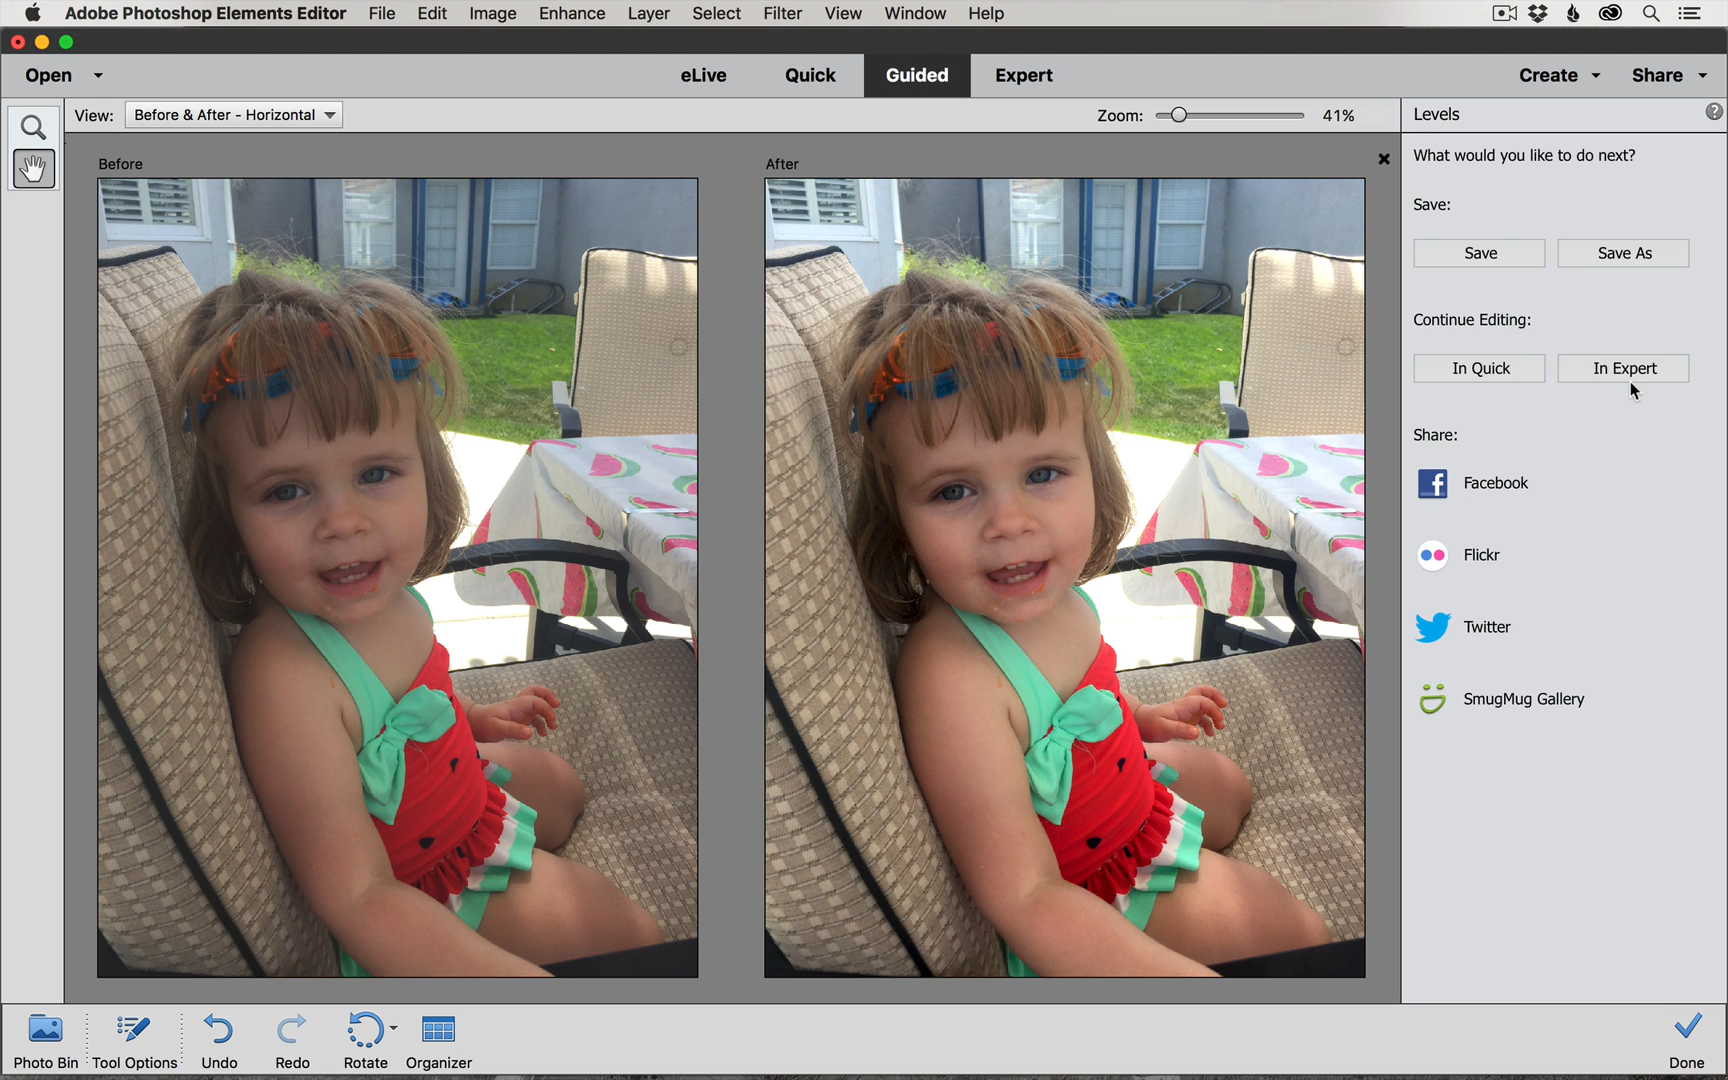 Adobe Photoshop Elements Editor File Edit Image Enhance Layer Select Filter View Window Help
Open eLive Quick Guided Expert Create Share
View: Before & After - Horizontal Zoom: 41% Levels ?
Before After
What would you like to do next?
Save:
Save Save As
Continue Editing:
In Quick In Expert
Share:
f Facebook
Flickr
Twitter
SmugMug Gallery
Photo Bin Tool Options Undo Redo Rotate Organizer Done